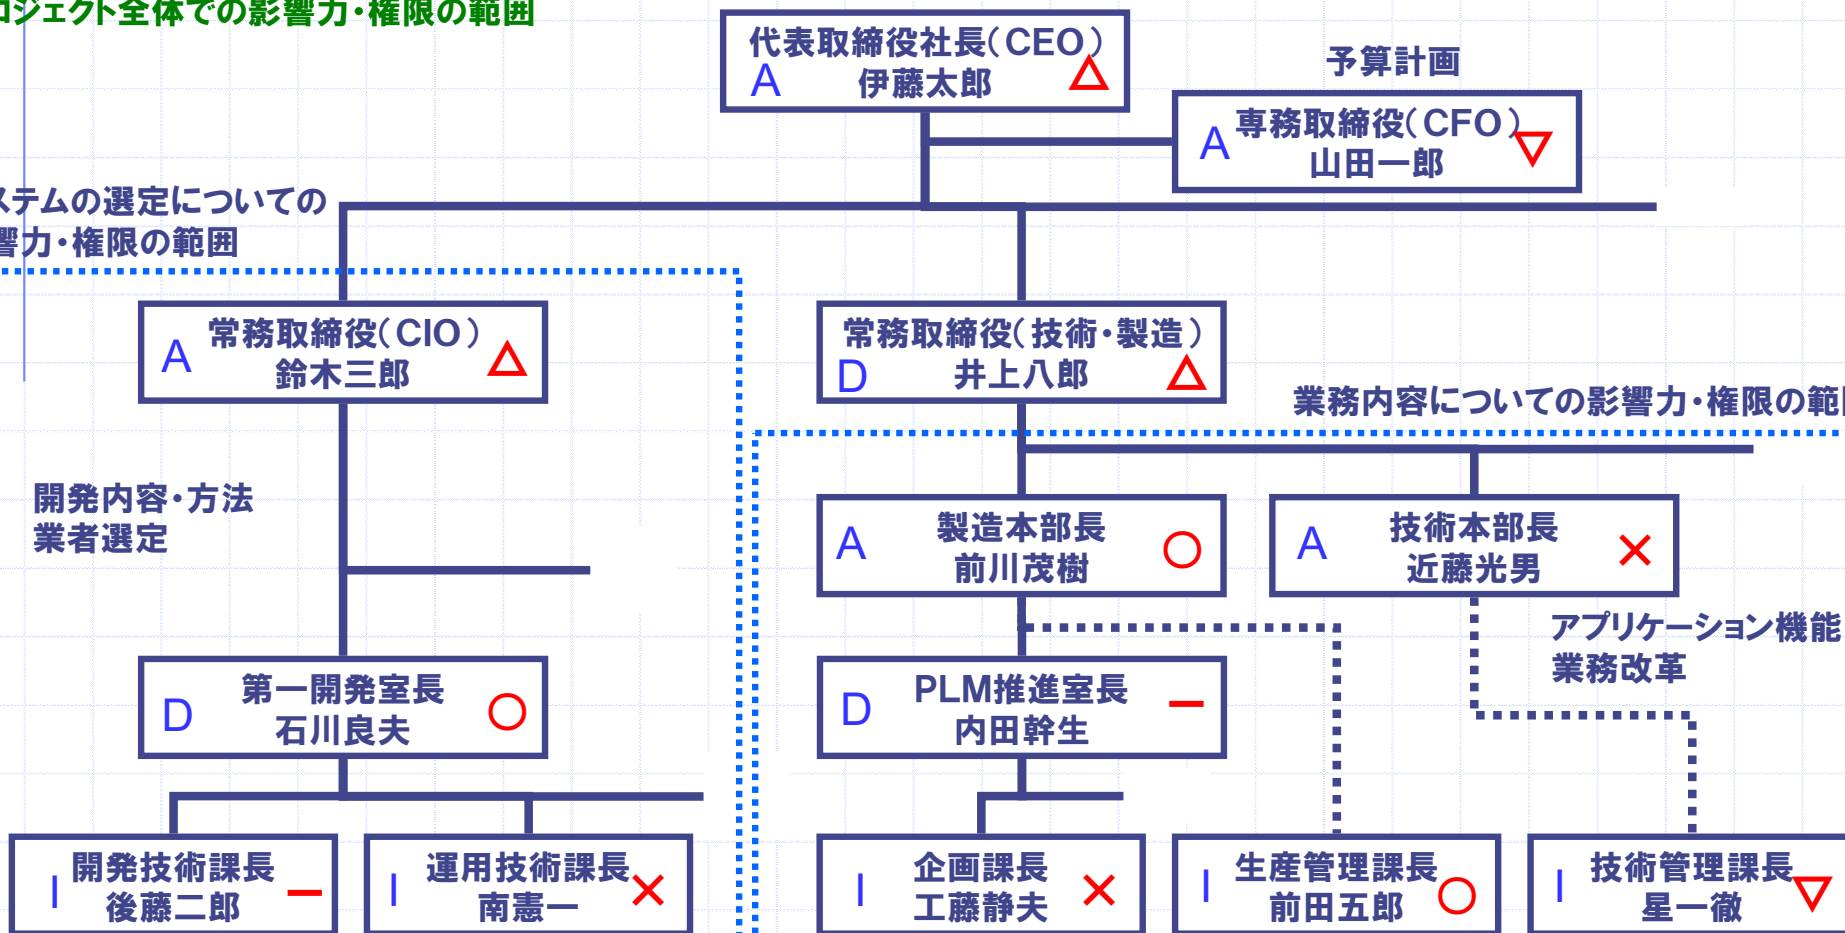 ロジェクト全体での影響力・権限の範囲
代表取締役社長(CEO)
A 伊藤太郎 △
予算計画
専務取締役(CFO)
A 山田一郎 ▽
ステムの選定についての
響力・権限の範囲
常務取締役(CIO)
A 鈴木三郎 △
常務取締役(技術・製造)
D 井上八郎 △
業務内容についての影響力・権限の範囲
開発内容・方法
業者選定
製造本部長
A 前川茂樹 ○
技術本部長
A 近藤光男 ×
アプリケーション機能
業務改革
第一開発室長
D 石川良夫 ○
PLM推進室長
D 内田幹生 ー
開発技術課長
I 後藤二郎 ー
運用技術課長
I 南憲一 ×
企画課長
I 工藤静夫 ×
生産管理課長
I 前田五郎 ○
技術管理課長
I 星一徹 ▽